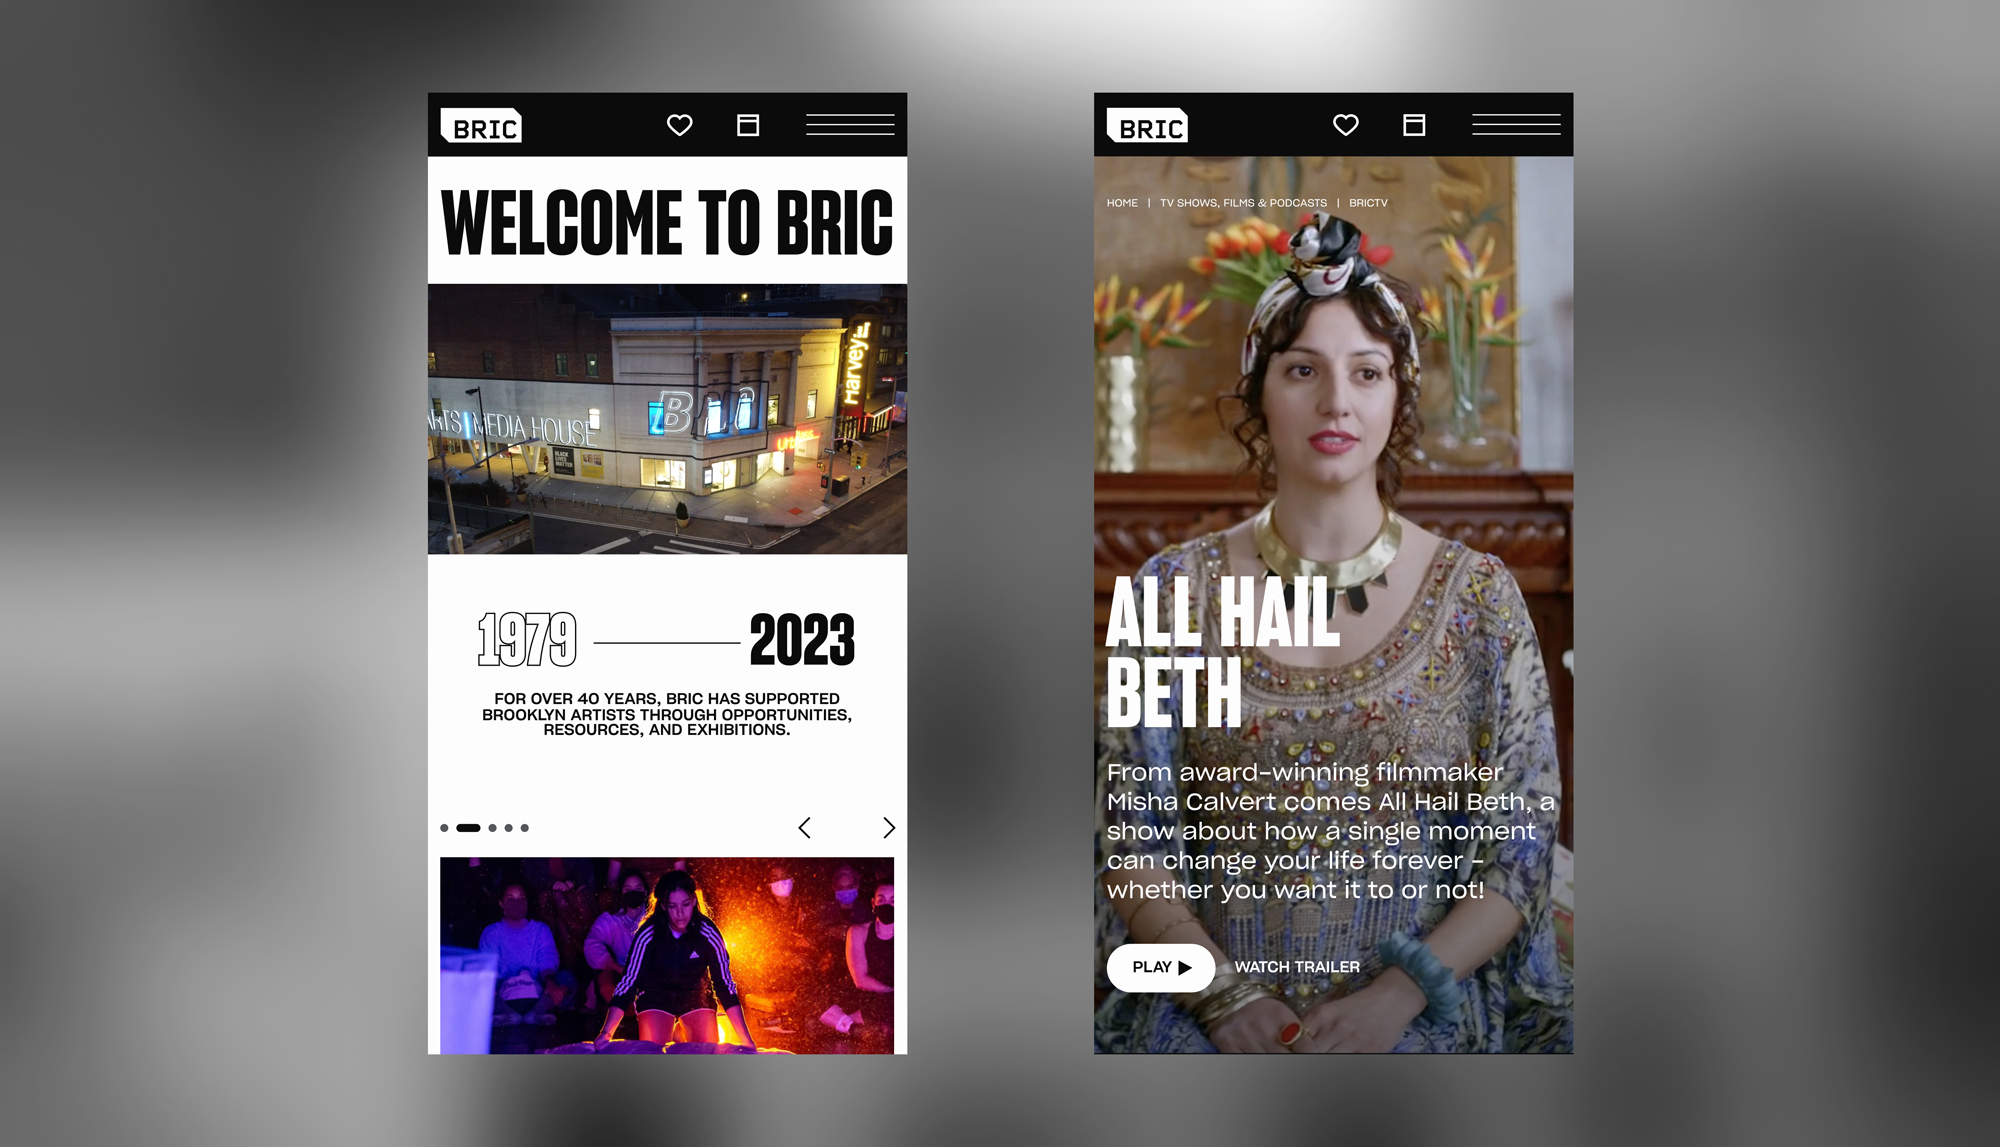 BRIC
WELCOME TO BRIC
ARTS MEDIA HOUSE
BRIC
Harvey
BLACK
LIVES
MATTER
1979
2023
FOR OVER 40 YEARS, BRIC HAS SUPPORTED
BROOKLYN ARTISTS THROUGH OPPORTUNITIES,
RESOURCES, AND EXHIBITIONS.
BRIC
HOME | TV SHOWS, FILMS & PODCASTS | BRICTV
ALL HAIL
BETH
From award-winning filmmaker
Misha Calvert comes All Hail Beth, a
show about how a single moment
can change your life forever –
whether you want it to or not!
PLAY
WATCH TRAILER